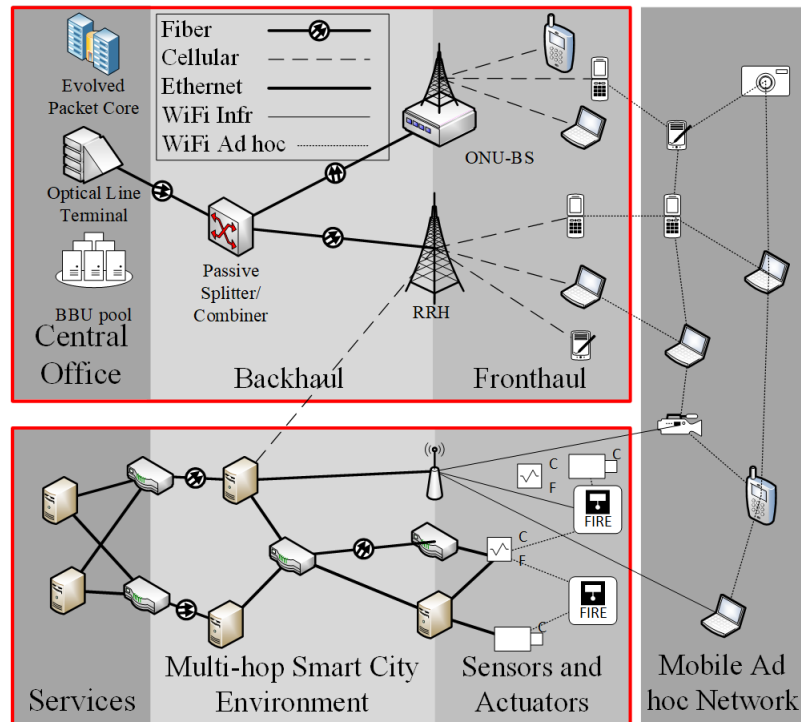 Fiber
Cellular
Ethernet
WiFi Infr
WiFi Ad hoc
Evolved
Packet Core
Optical Line
Terminal
BBU pool
Passive
Splitter/
Combiner
ONU-BS
RRH
Central
Office
Backhaul
Fronthaul
C
F
FIRE
C
F
FIRE
C
Services
Multi-hop Smart City
Environment
Sensors and
Actuators
Mobile Ad
hoc Network